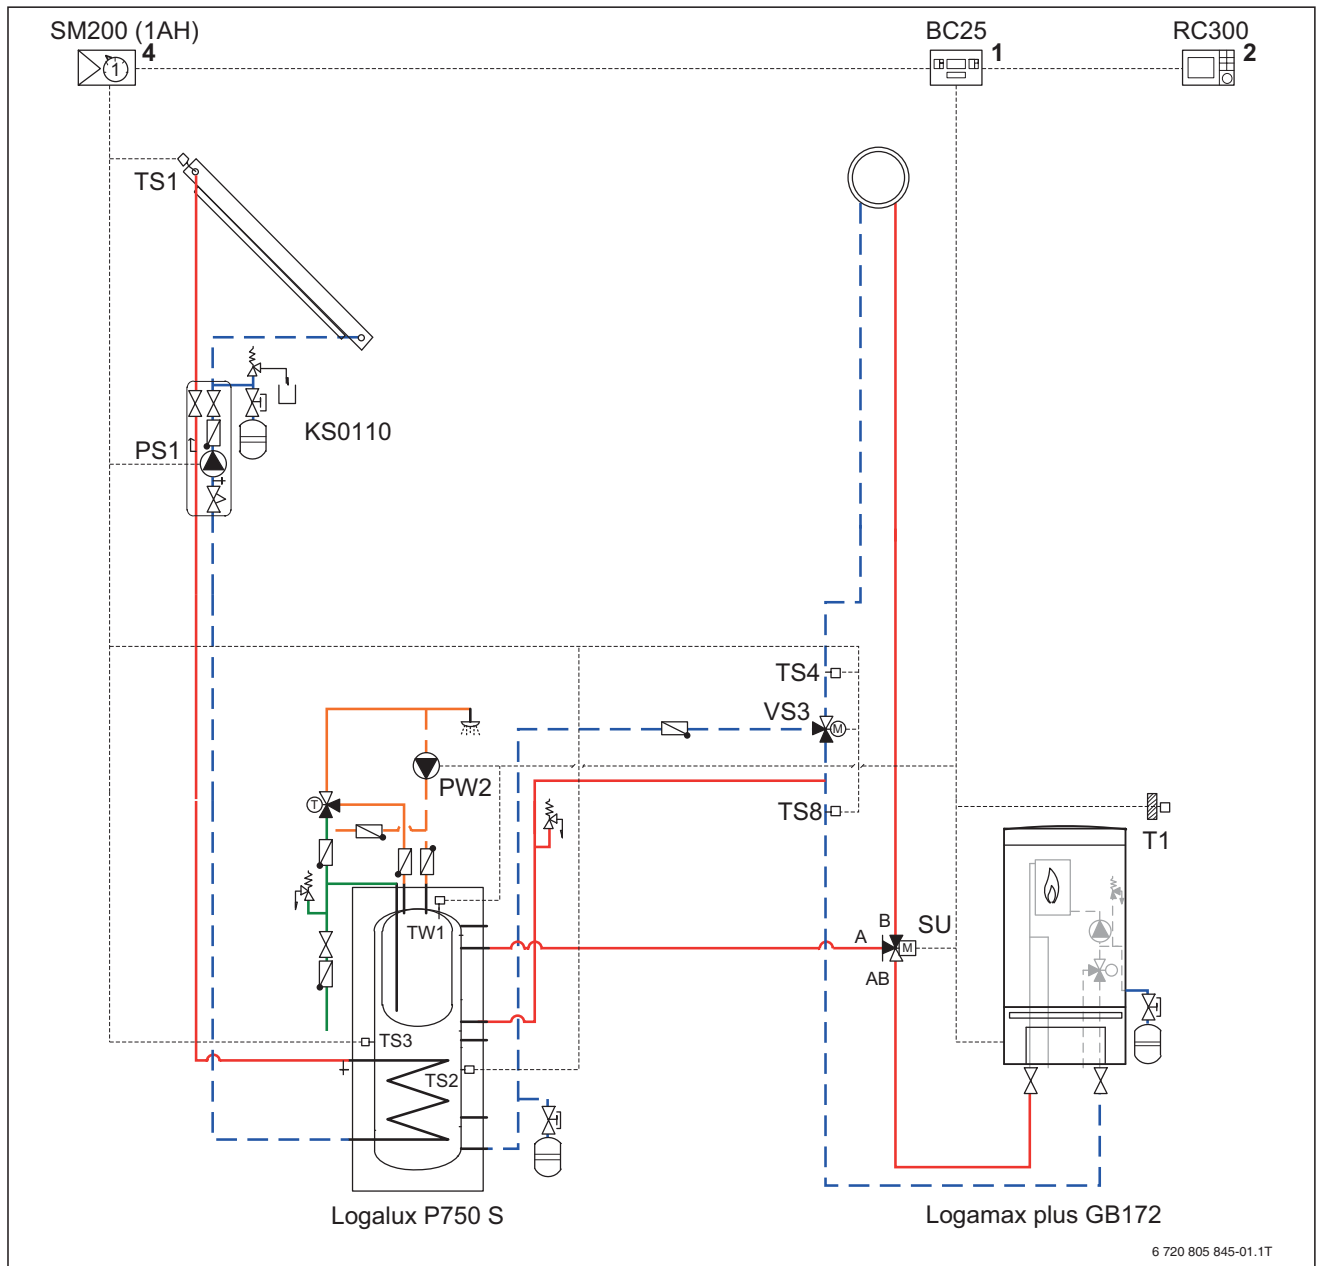 SM200 (1AH)
4
1
BC25
1
RC300
2
TS1
KS0110
PS1
TS4
VS3
M
PW2
T
TS8
T1
TW1
B
SU
A
M
AB
TS3
TS2
Logalux P750 S
Logamax plus GB172
6 720 805 845-01.1T